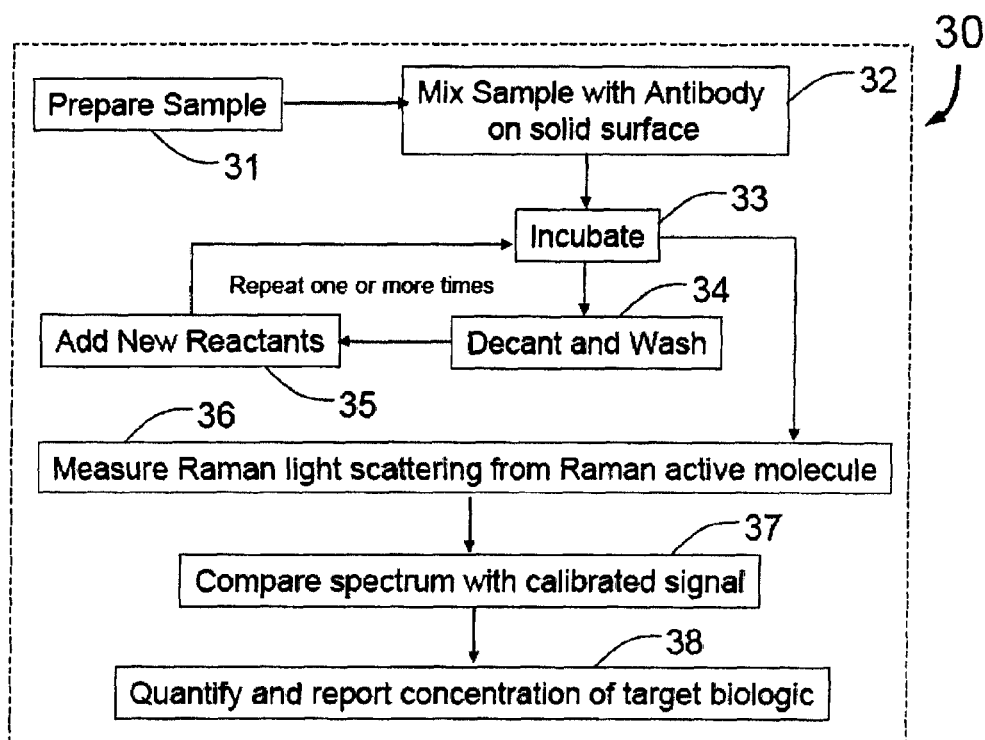 30
Prepare Sample
31
Mix Sample with Antibody
on solid surface
32
33
Incubate
Repeat one or more times
34
Add New Reactants
Decant and Wash
35
36
Measure Raman light scattering from Raman active molecule
37
Compare spectrum with calibrated signal
38
Quantify and report concentration of target biologic